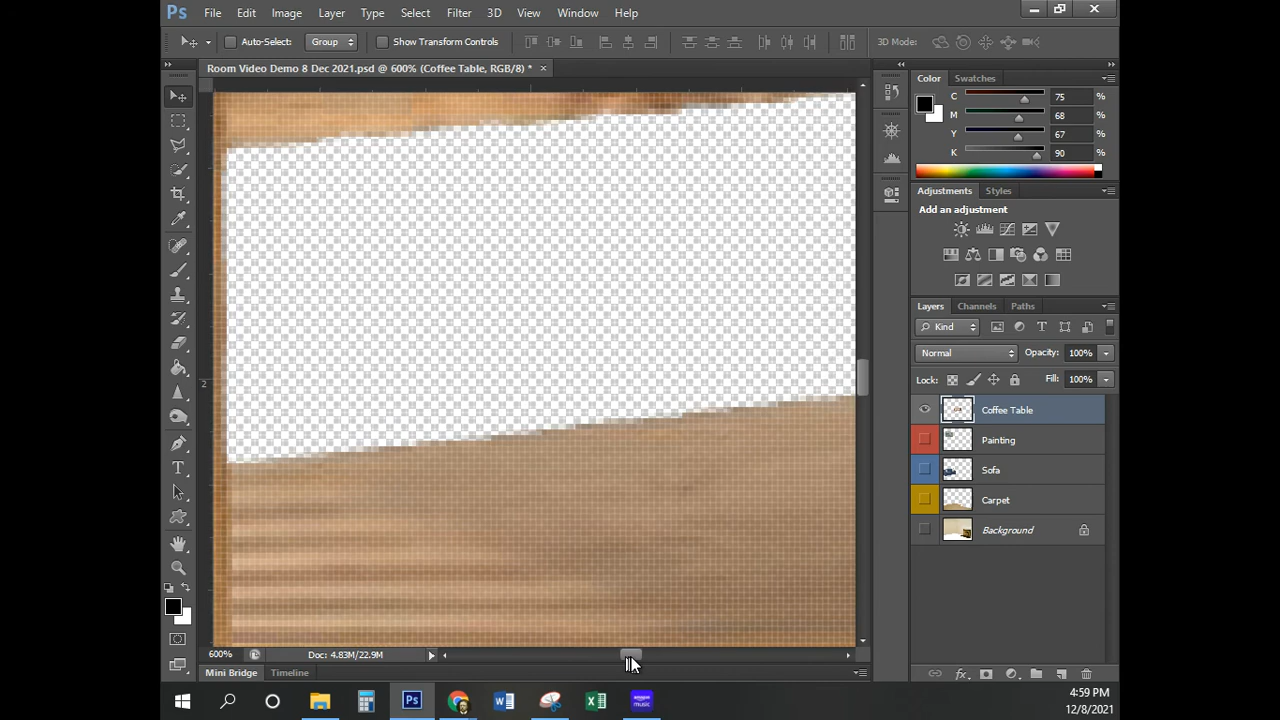 Ps File Edit Image Layer Type Select Filter 3D View Window Help
Auto-Select: Group Show Transform Controls 3D Mode:
Room Video Demo 8 Dec 2021.psd @ 600% (Coffee Table, RGB/8) * ×
Color Swatches
C 75 %
M 68 %
Y 67 %
K 90 %
Adjustments Styles
Add an adjustment
Layers Channels Paths
Kind
Normal Opacity: 100%
Lock: Fill: 100%
Coffee Table
Painting
Sofa
Carpet
Background
2
600% Doc: 4.83M/22.9M
Mini Bridge Timeline
4:59 PM
12/8/2021